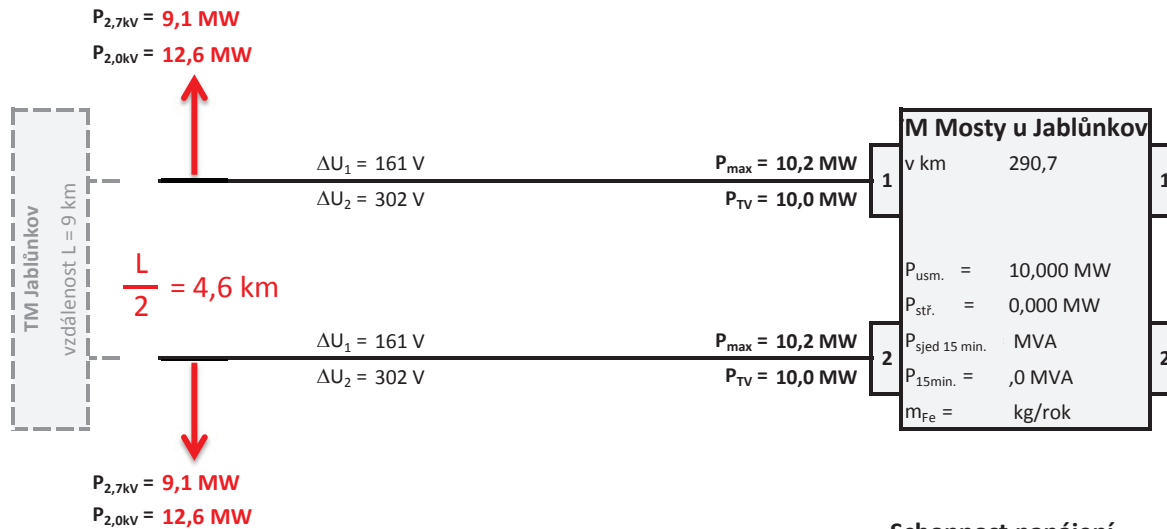 P2,7kV = 9,1 MW
P2,0kV = 12,6 MW
TM Jablůnkov
vzdálenost L = 9 km
ΔU1 = 161 V
ΔU2 = 302 V
Pmax = 10,2 MW
PTV = 10,0 MW
L
2
= 4,6 km
ΔU1 = 161 V
ΔU2 = 302 V
Pmax = 10,2 MW
PTV = 10,0 MW
P2,7kV = 9,1 MW
P2,0kV = 12,6 MW
1
2
M Mosty u Jablůnkov
v km 290,7
Pusm. = 10,000 MW
Pstř. = 0,000 MW
Psjed 15 min. MVA
P15min. = ,0 MVA
mFe = kg/rok
1
2